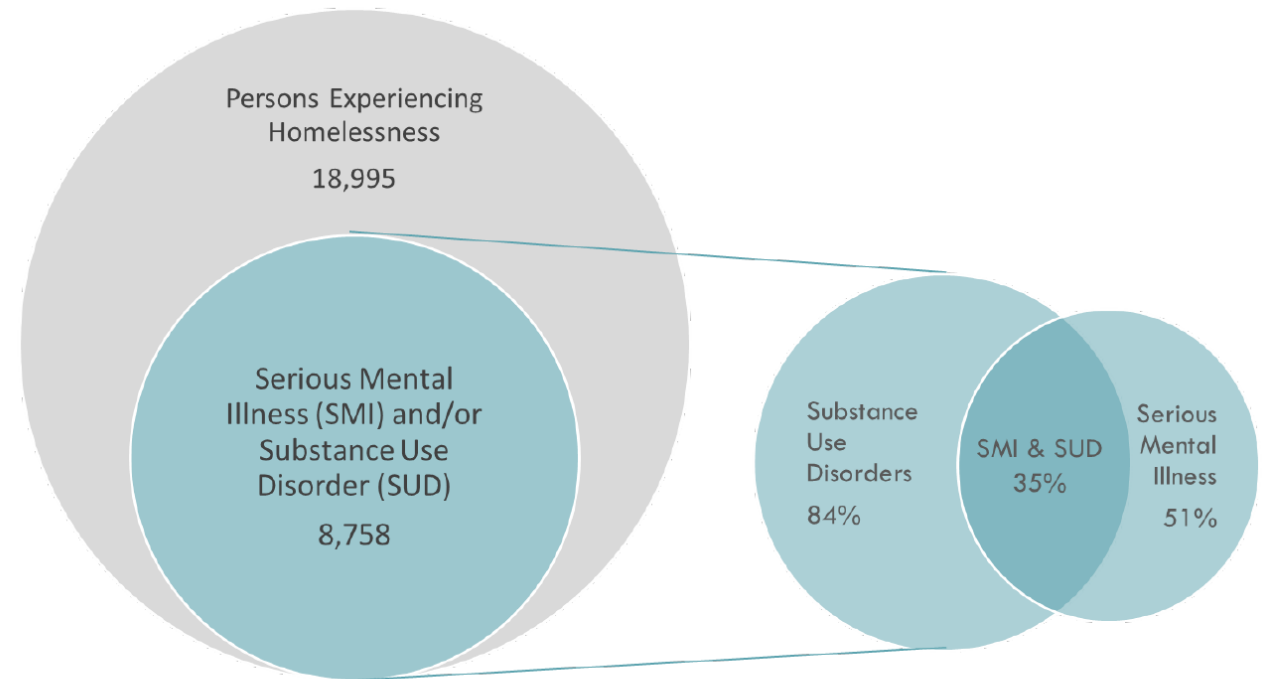 Persons Experiencing
Homelessness
18,995
Serious Mental
Illness (SMI) and/or
Substance Use
Disorder (SUD)
8,758
Substance
Use
Disorders
84%
SMI & SUD
35%
Serious
Mental
Illness
51%